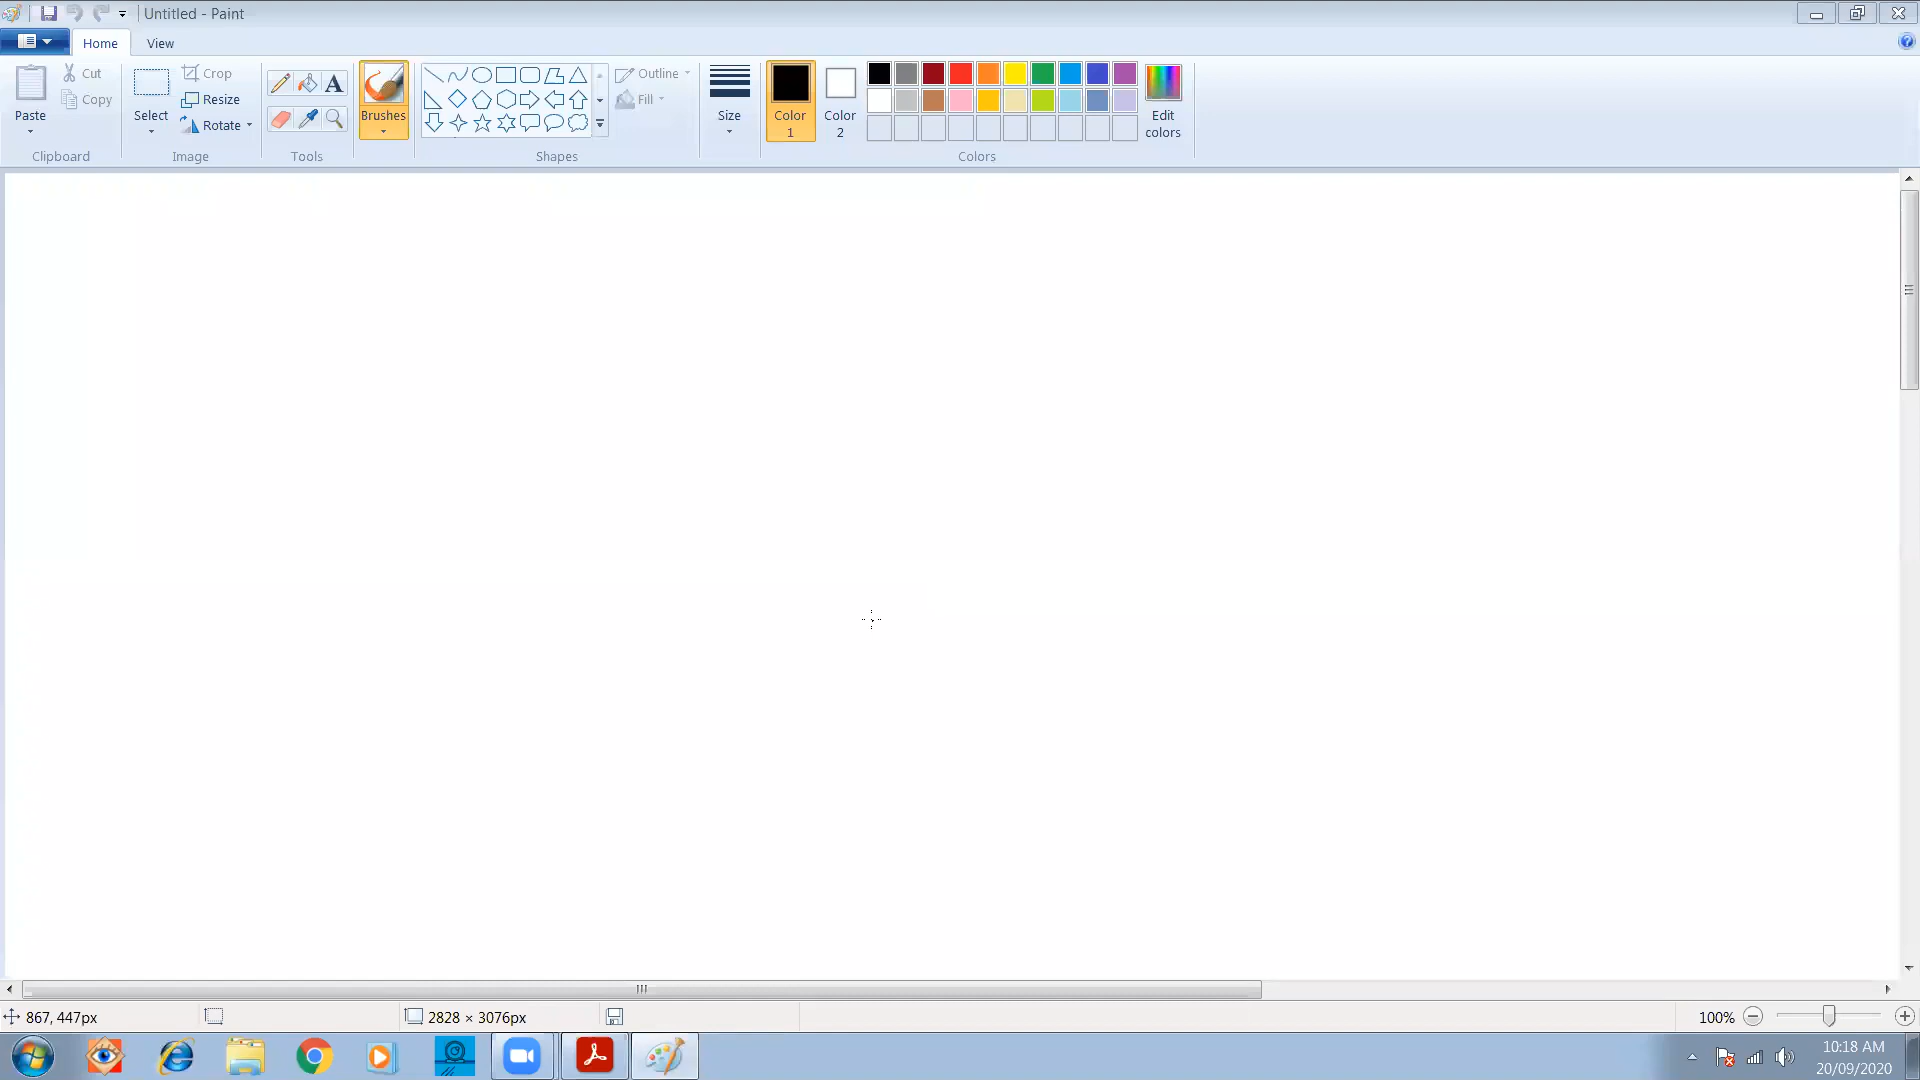 Untitled - Paint
Home
View
Paste
Cut
Copy
Clipboard
Select
Crop
Resize
Rotate
Image
Tools
Brushes
Shapes
Outline
Fill
Size
Color 1
Color 2
Edit colors
Colors
867, 447px
2828 × 3076px
100%
10:18 AM
20/09/2020